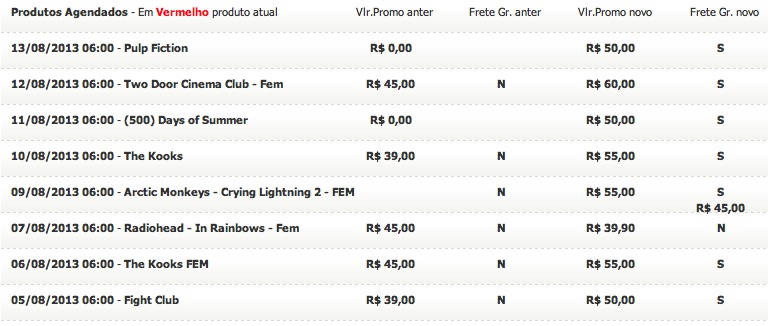 Produtos Agendados - Em Vermelho produto atual Vlr.Promo anter Frete Gr. anter Vlr.Promo novo Frete Gr. novo
13/08/2013 06:00 - Pulp Fiction R$ 0,00 R$ 50,00 S
12/08/2013 06:00 - Two Door Cinema Club - Fem R$ 45,00 N R$ 60,00 S
11/08/2013 06:00 - (500) Days of Summer R$ 0,00 R$ 50,00 S
10/08/2013 06:00 - The Kooks R$ 39,00 N R$ 55,00 S
09/08/2013 06:00 - Arctic Monkeys - Crying Lightning 2 - FEM N R$ 55,00 S
R$ 45,00
07/08/2013 06:00 - Radiohead - In Rainbows - Fem R$ 45,00 N R$ 39,90 N
06/08/2013 06:00 - The Kooks FEM R$ 45,00 N R$ 55,00 S
05/08/2013 06:00 - Fight Club R$ 39,00 N R$ 50,00 S